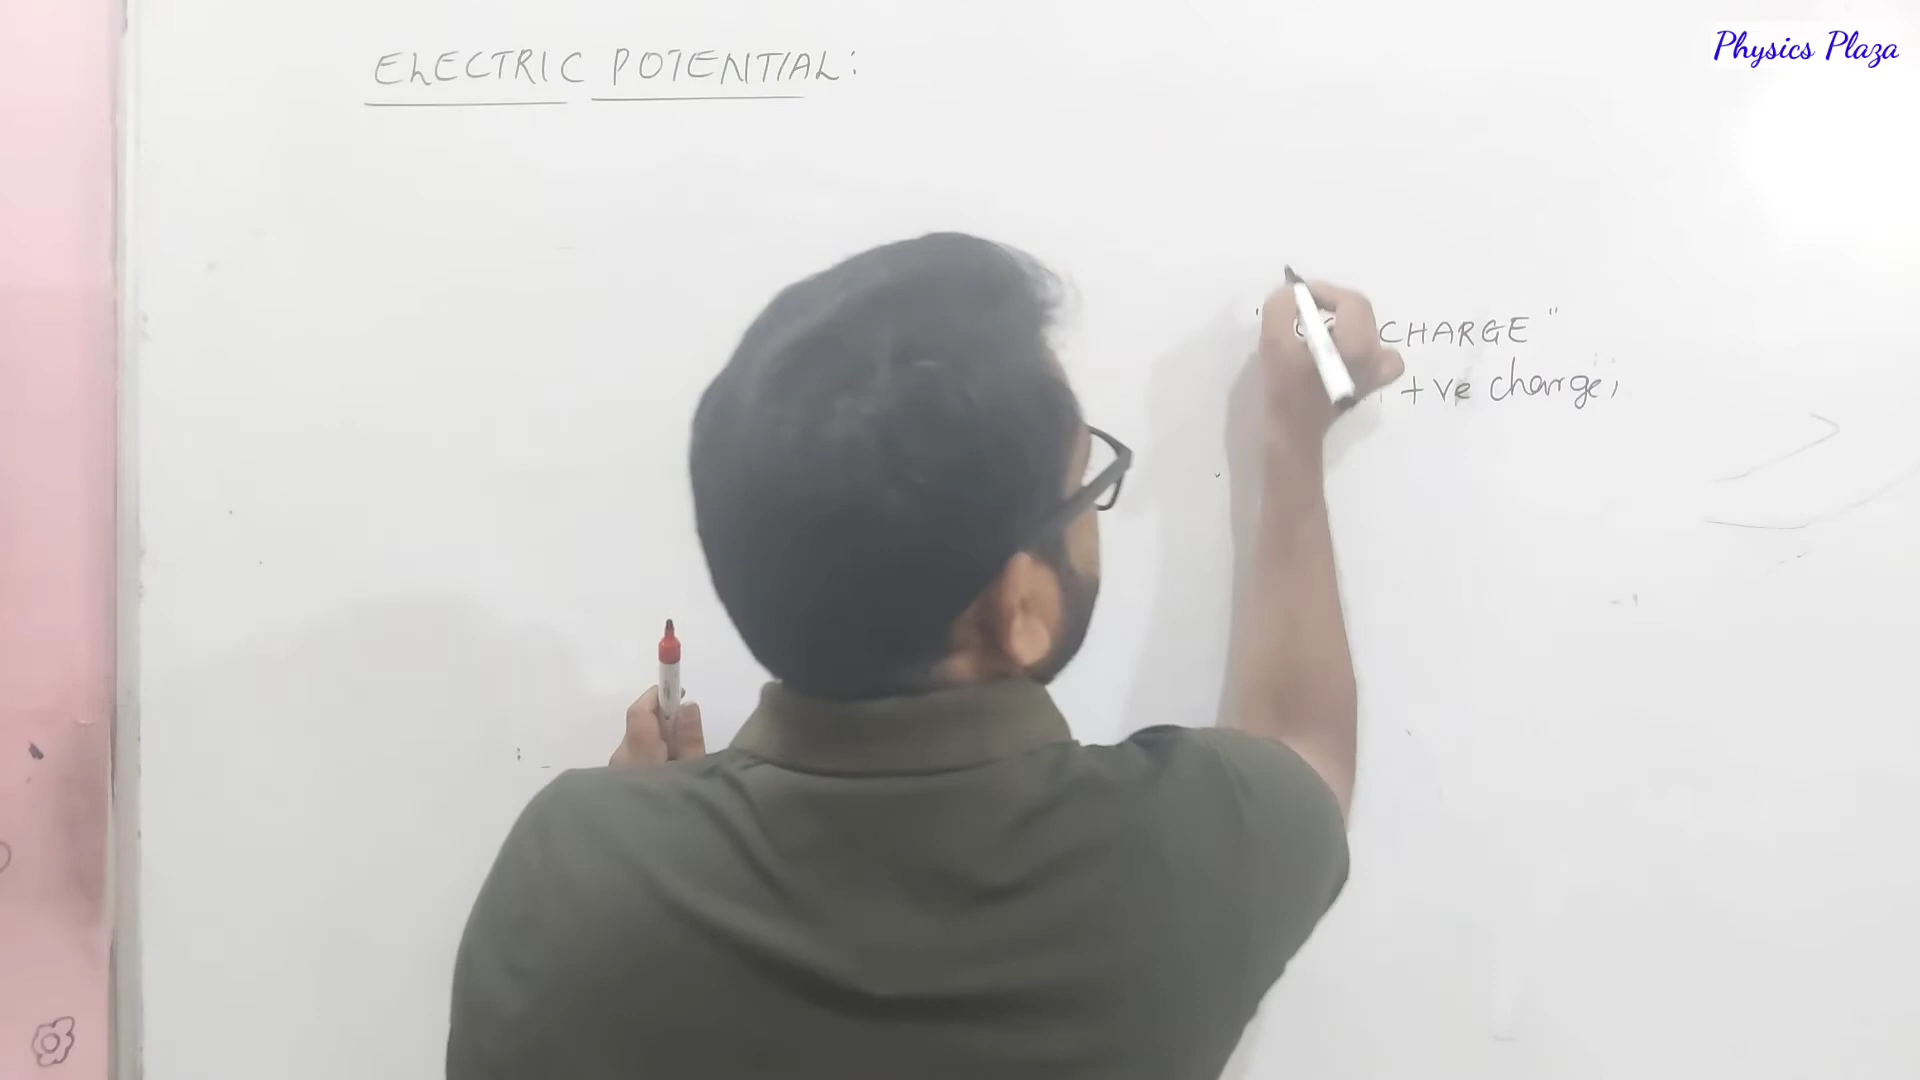 Physics Plaza
ELECTRIC POTENTIAL:
CHARGE"
+ve charge,